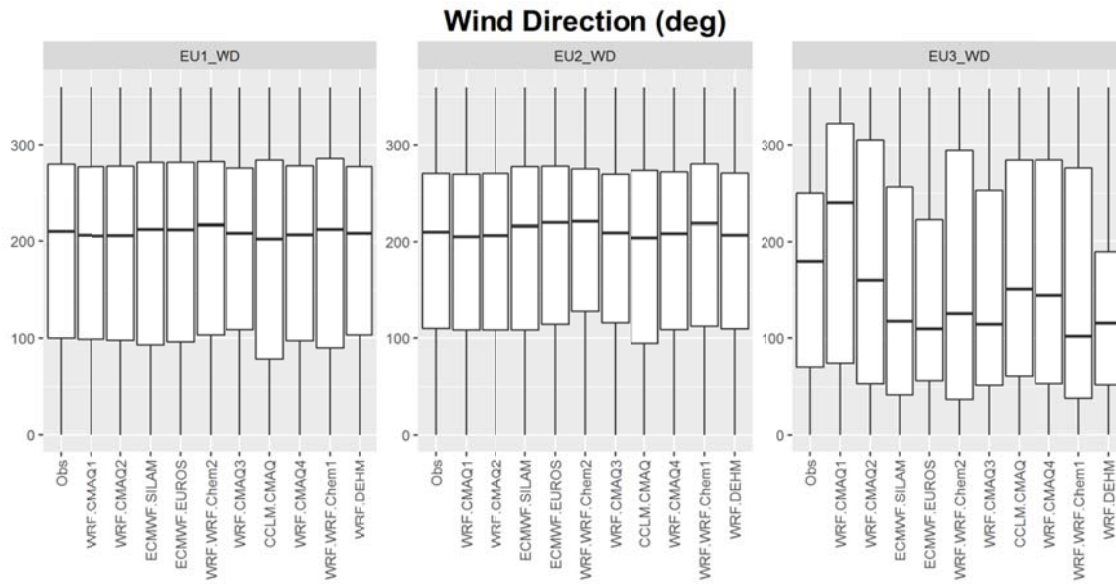 Wind Direction (deg)
EU1_WD
EU2_WD
EU3_WD
300
200
100
0
Obs
WRF.CMAQ1
WRF.CMAQ2
ECMWF.SILAM
ECMWF.EUROS
WRF.WRF.Chem2
WRF.CMAQ3
CCLM.CMAQ
WRF.CMAQ4
WRF.WRF.Chem1
WRF.DEHM
300
200
100
0
Obs
WRF.CMAQ1
WRF.CMAQ2
ECMWF.SILAM
ECMWF.EUROS
WRF.WRF.Chem2
WRF.CMAQ3
CCLM.CMAQ
WRF.CMAQ4
WRF.WRF.Chem1
WRF.DEHM
300
200
100
0
Obs
WRF.CMAQ1
WRF.CMAQ2
ECMWF.SILAM
ECMWF.EUROS
WRF.WRF.Chem2
WRF.CMAQ3
CCLM.CMAQ
WRF.CMAQ4
WRF.WRF.Chem1
WRF.DEHM